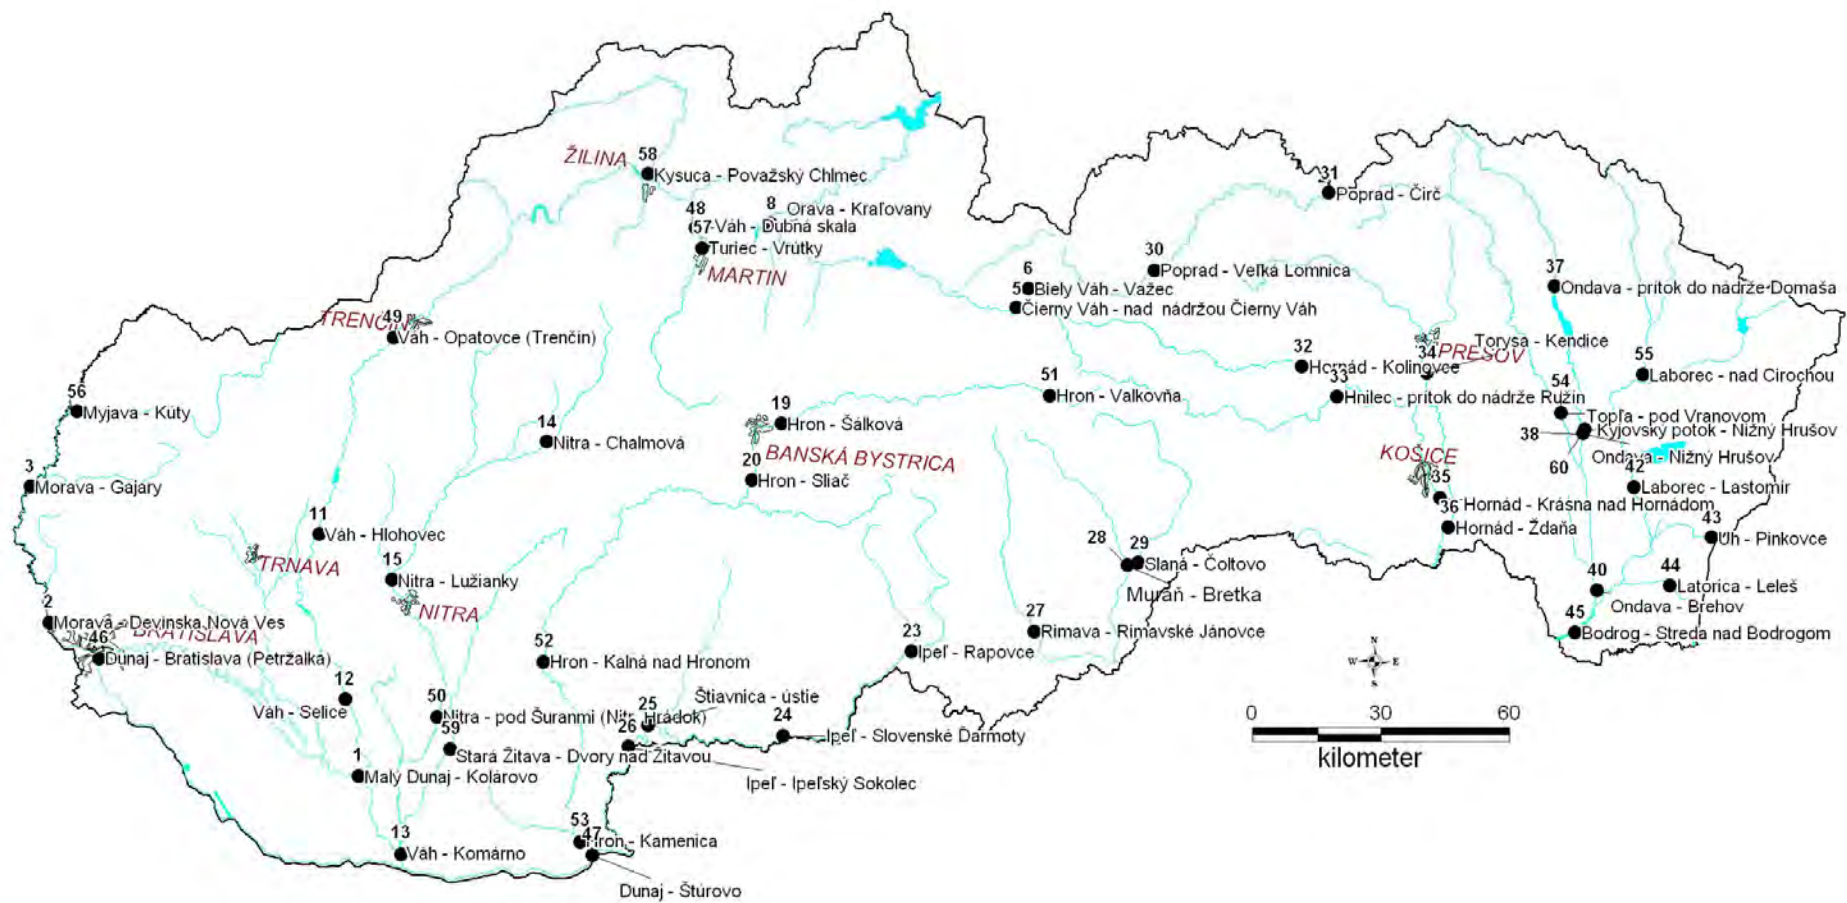 31
Poprad - Čirč
ŽILINA
58
Kysuca - Považský Chlmec
48
8
Orava - Kraľovany
Váh - Dubná skala
57
Turiec - Vrútky
MARTIN
30
Poprad - Veľká Lomnica
6
Biely Váh - Važec
5
Čierny Váh - nad nádržou Čierny Váh
37
Ondava - prítok do nádrže Domaša
TRENČÍN
49
Váh - Opatovce (Trenčín)
Torysa - Kendice
PREŠOV
34
32
Hornád - Kolinovce
33
Hnilec - prítok do nádrže Ružín
55
Laborec - nad Cirochou
56
Myjava - Kúty
51
Hron - Valkovňa
54
Topľa - pod Vranovom
19
Hron - Šálková
14
Nitra - Chalmová
38
Kyjovský potok - Nižný Hrušov
60
Ondava - Nižný Hrušov
BANSKÁ BYSTRICA
KOŠICE
20
Hron - Sliač
3
Morava - Gajary
35
Hornád - Krásna nad Hornádom
42
Laborec - Lastomír
36
Hornád - Ždaňa
11
Váh - Hlohovec
43
Uh - Pinkovce
TRNAVA
15
Nitra - Lužianky
NITRA
28
29
Slaná - Čoltovo
Muráň - Bretka
40
Ondava - Brehov
44
Latorica - Leleš
2
Morava - Devínska Nová Ves
BRATISLAVA
46
Dunaj - Bratislava (Petržalka)
27
Rimava - Rimavské Jánovce
45
Bodrog - Streda nad Bodrogom
23
Ipeľ - Rapovce
52
Hron - Kalná nad Hronom
N
W
E
S
12
Váh - Selice
50
Nitra - pod Šuranmi (Nitr. Hrádok)
Štiavnica - ústie
25
26
24
Ipeľ - Slovenské Ďarmoty
59
Stará Žitava - Dvory nad Žitavou
1
Malý Dunaj - Kolárovo
Ipeľ - Ipeľský Sokolec
0
30
60
kilometer
13
Váh - Komárno
53
47
Hron - Kamenica
Dunaj - Štúrovo